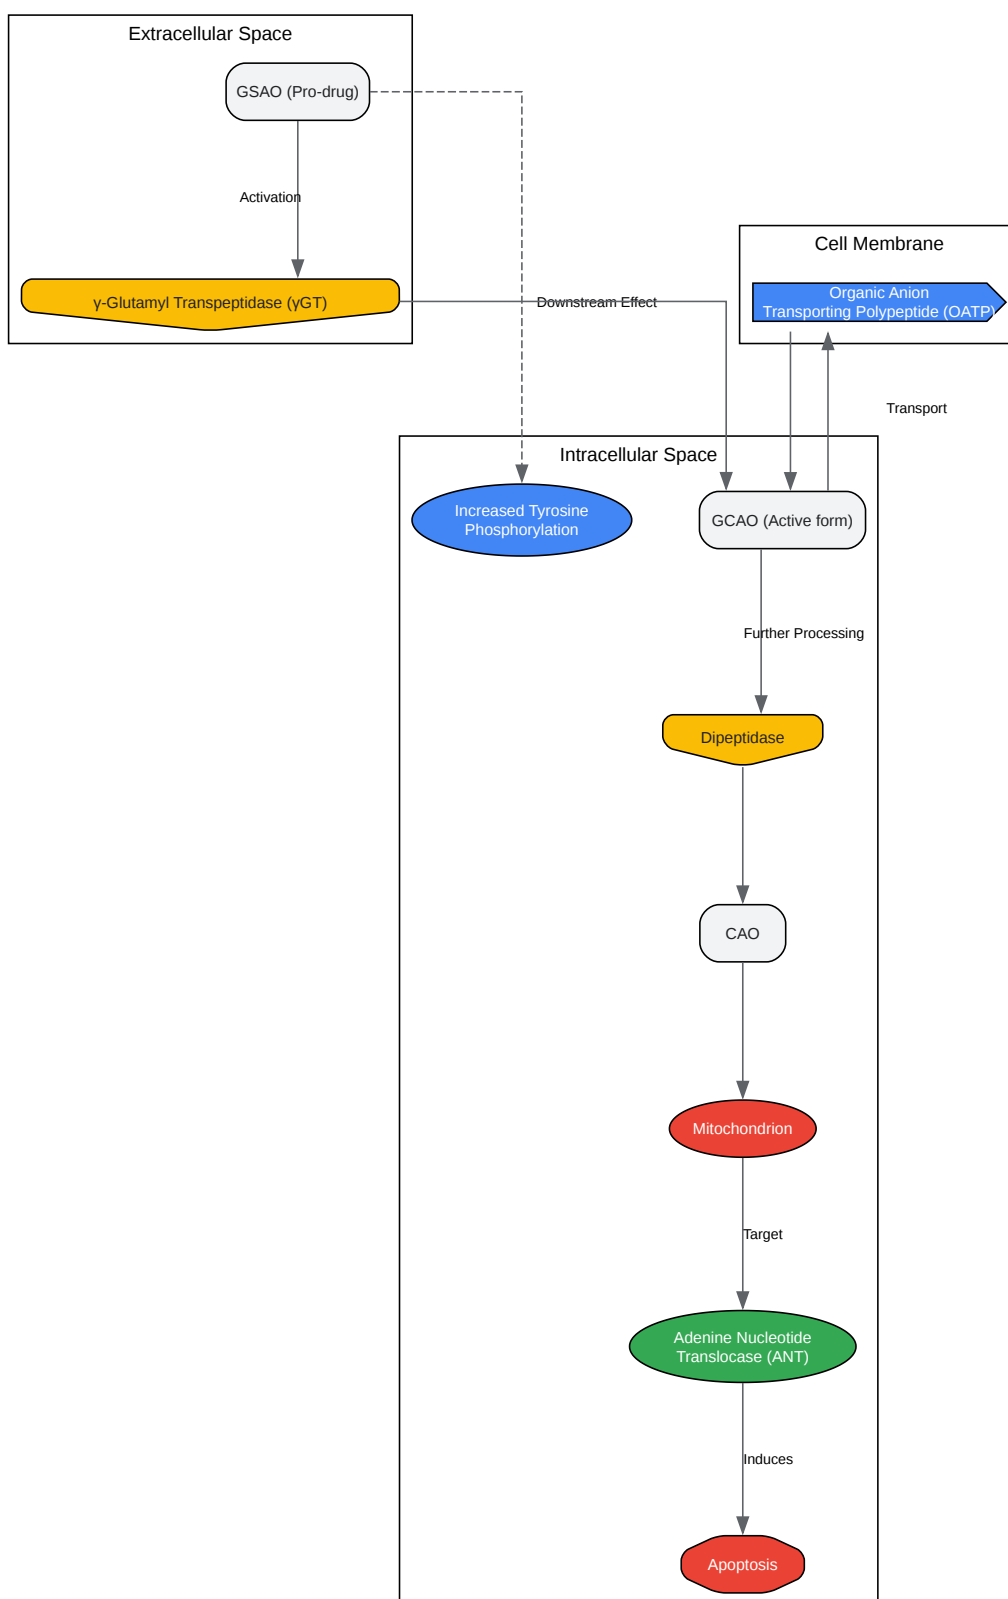 Extracellular Space
GSAO (Pro-drug)
Activation
γ-Glutamyl Transpeptidase (γGT)
Downstream Effect
Cell Membrane
Organic Anion
Transporting Polypeptide (OATP)
Transport
Intracellular Space
Increased Tyrosine
Phosphorylation
GCAO (Active form)
Further Processing
Dipeptidase
CAO
Mitochondrion
Target
Adenine Nucleotide
Translocase (ANT)
Induces
Apoptosis